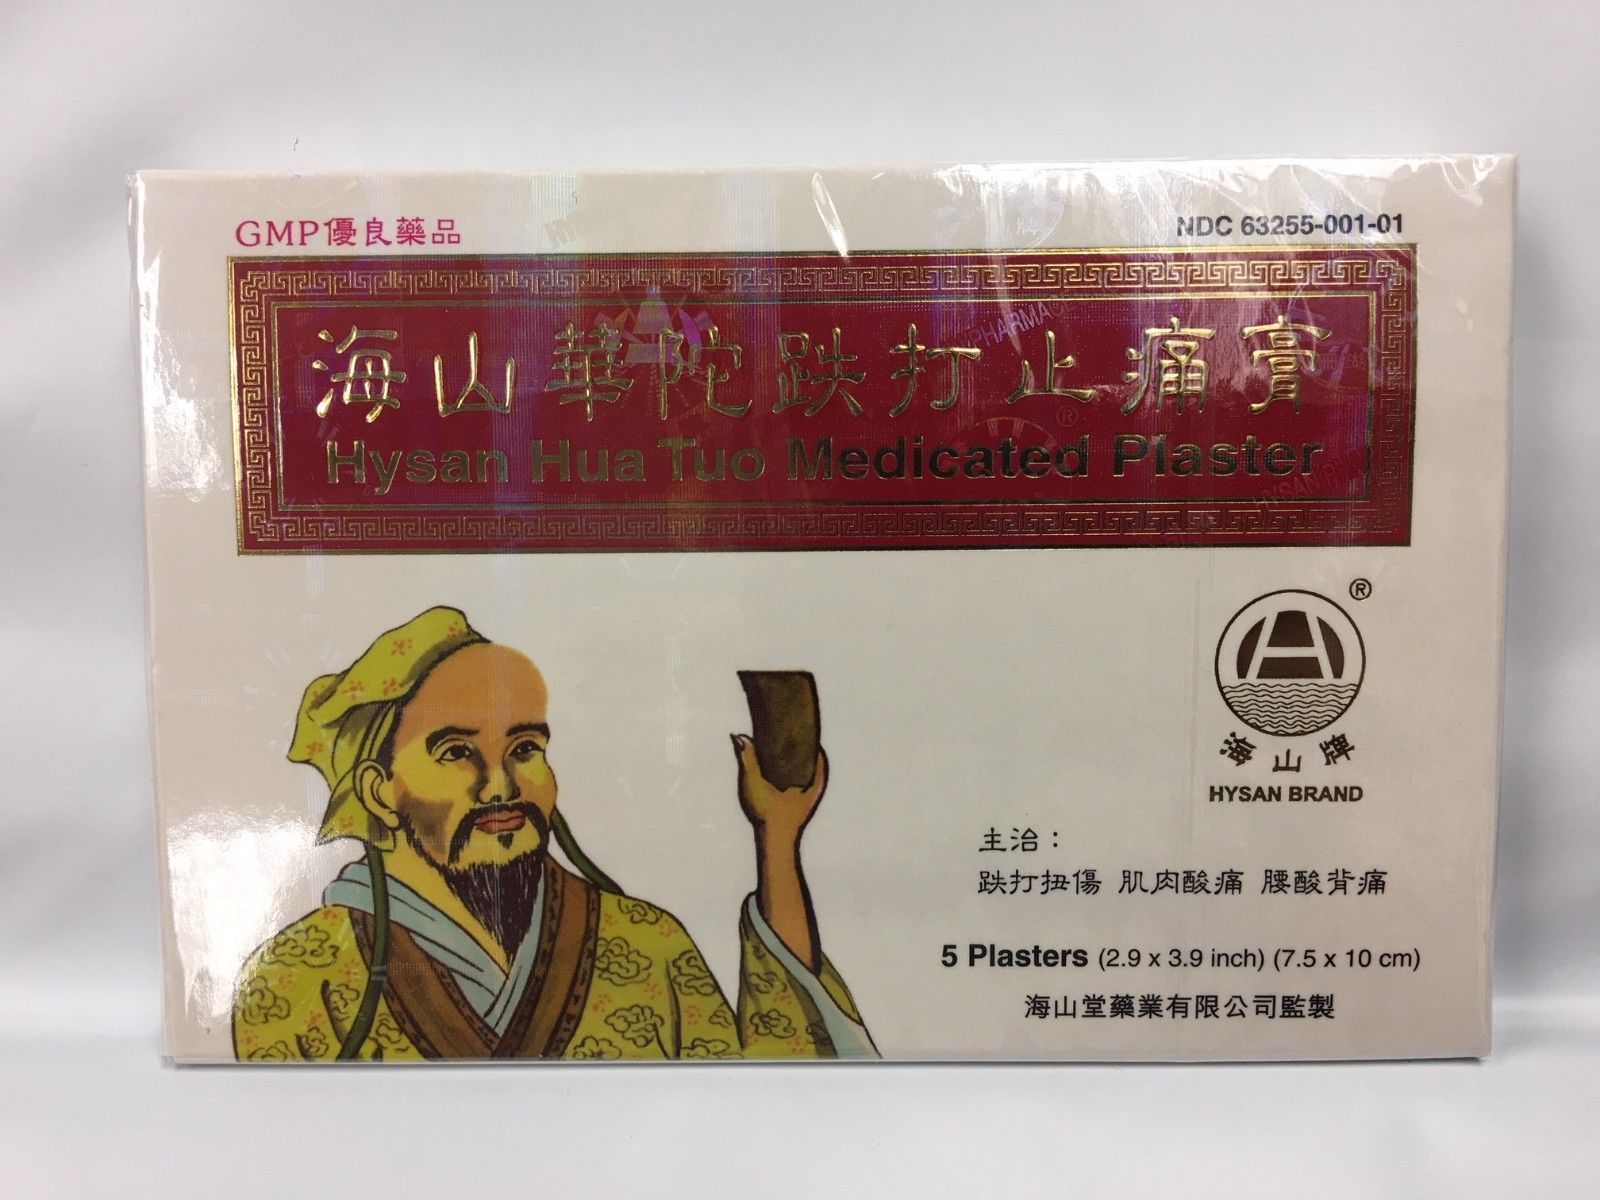 GMP優良藥品
NDC 63255-001-01
海山華陀跌打止痛膏
Hysan Hua Tuo Medicated Plaster
®
海山牌
HYSAN BRAND
主治：
跌打扭傷 肌肉酸痛 腰酸背痛
5 Plasters (2.9 x 3.9 inch) (7.5 x 10 cm)
海山堂藥業有限公司監製